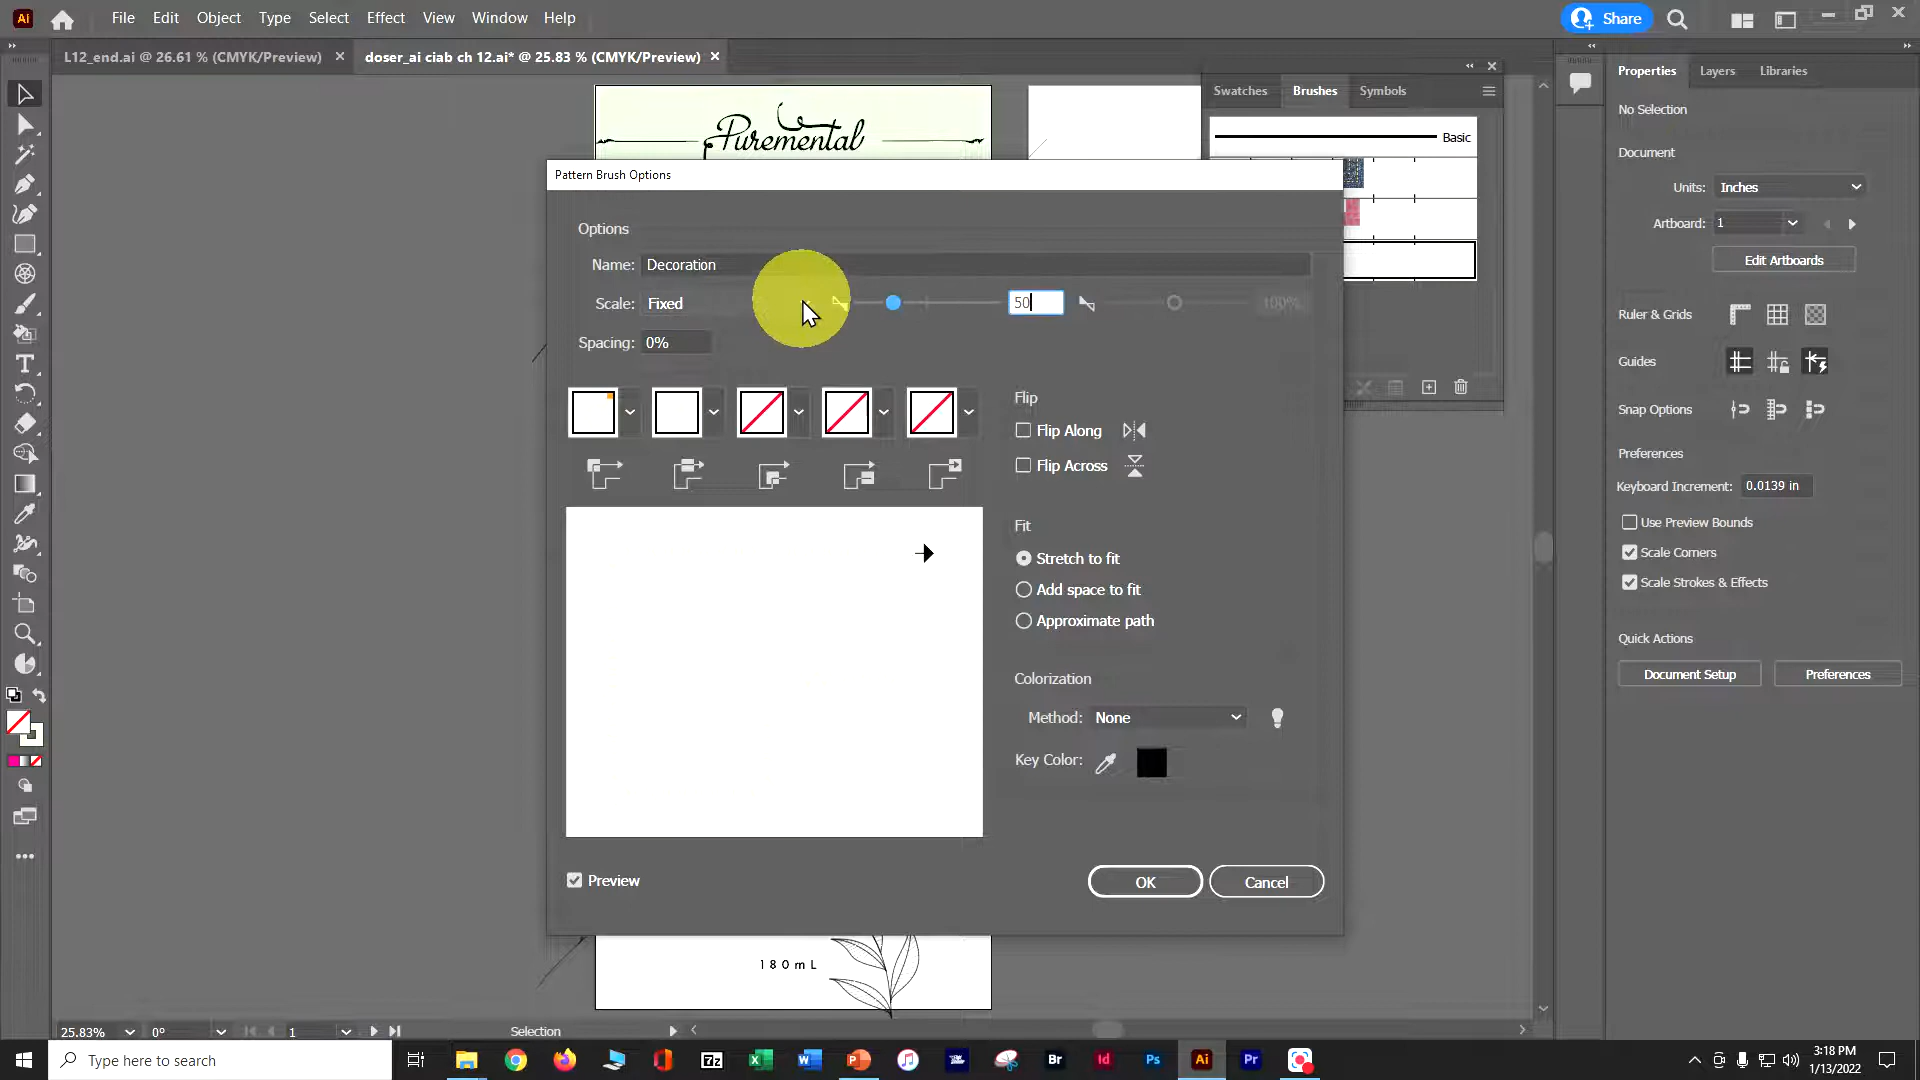 Ai File Edit Object Type Select Effect View Window Help Share
L12_end.ai @ 26.61 % (CMYK/Preview) doser_ai ciab ch 12.ai* @ 25.83 % (CMYK/Preview)
Puremental
Swatches Brushes Symbols
Basic
Pattern Brush Options
Options
Name: Decoration
Scale: Fixed 50 100%
Spacing: 0%
Flip
Flip Along
Flip Across
Fit
Stretch to fit
Add space to fit
Approximate path
Colorization
Method: None
Key Color:
Preview
OK Cancel
180mL
Properties Layers Libraries
No Selection
Document
Units: Inches
Artboard: 1
Edit Artboards
Ruler & Grids
Guides
Snap Options
Preferences
Keyboard Increment: 0.0139 in
Use Preview Bounds
Scale Corners
Scale Strokes & Effects
Quick Actions
Document Setup Preferences
25.83% 0° 1 Selection
Type here to search
Br Id Ps Ai Pr
3:18 PM
1/13/2022